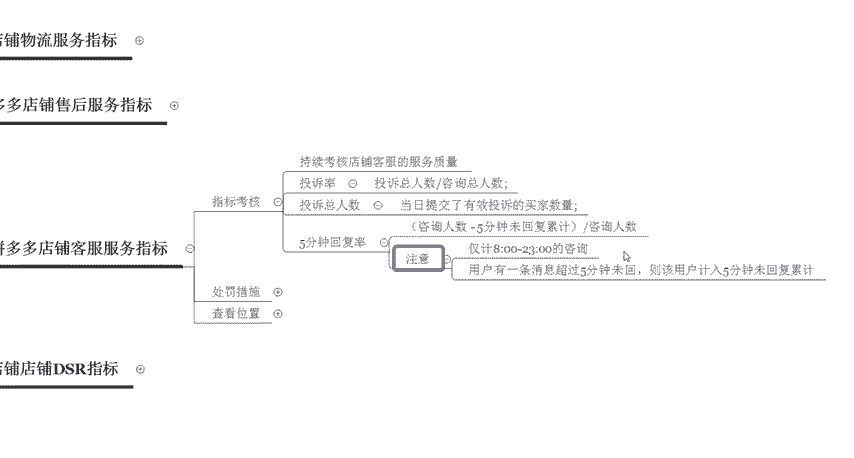 铺物流服务指标
多店铺售后服务指标
持续考核店铺客服的服务质量
投诉率 投诉总人数/咨询总人数;
指标考核
投诉总人数 当日提交了有效投诉的买家数量;
（咨询人数 - 5分钟未回复累计）/咨询人数
5分钟回复率
拼多多店铺客服服务指标
仅计8:00-23:00的咨询
注意
用户有一条消息超过5分钟未回，则该用户计入5分钟未回复累计
处罚措施
查看位置
店铺店铺DSR指标